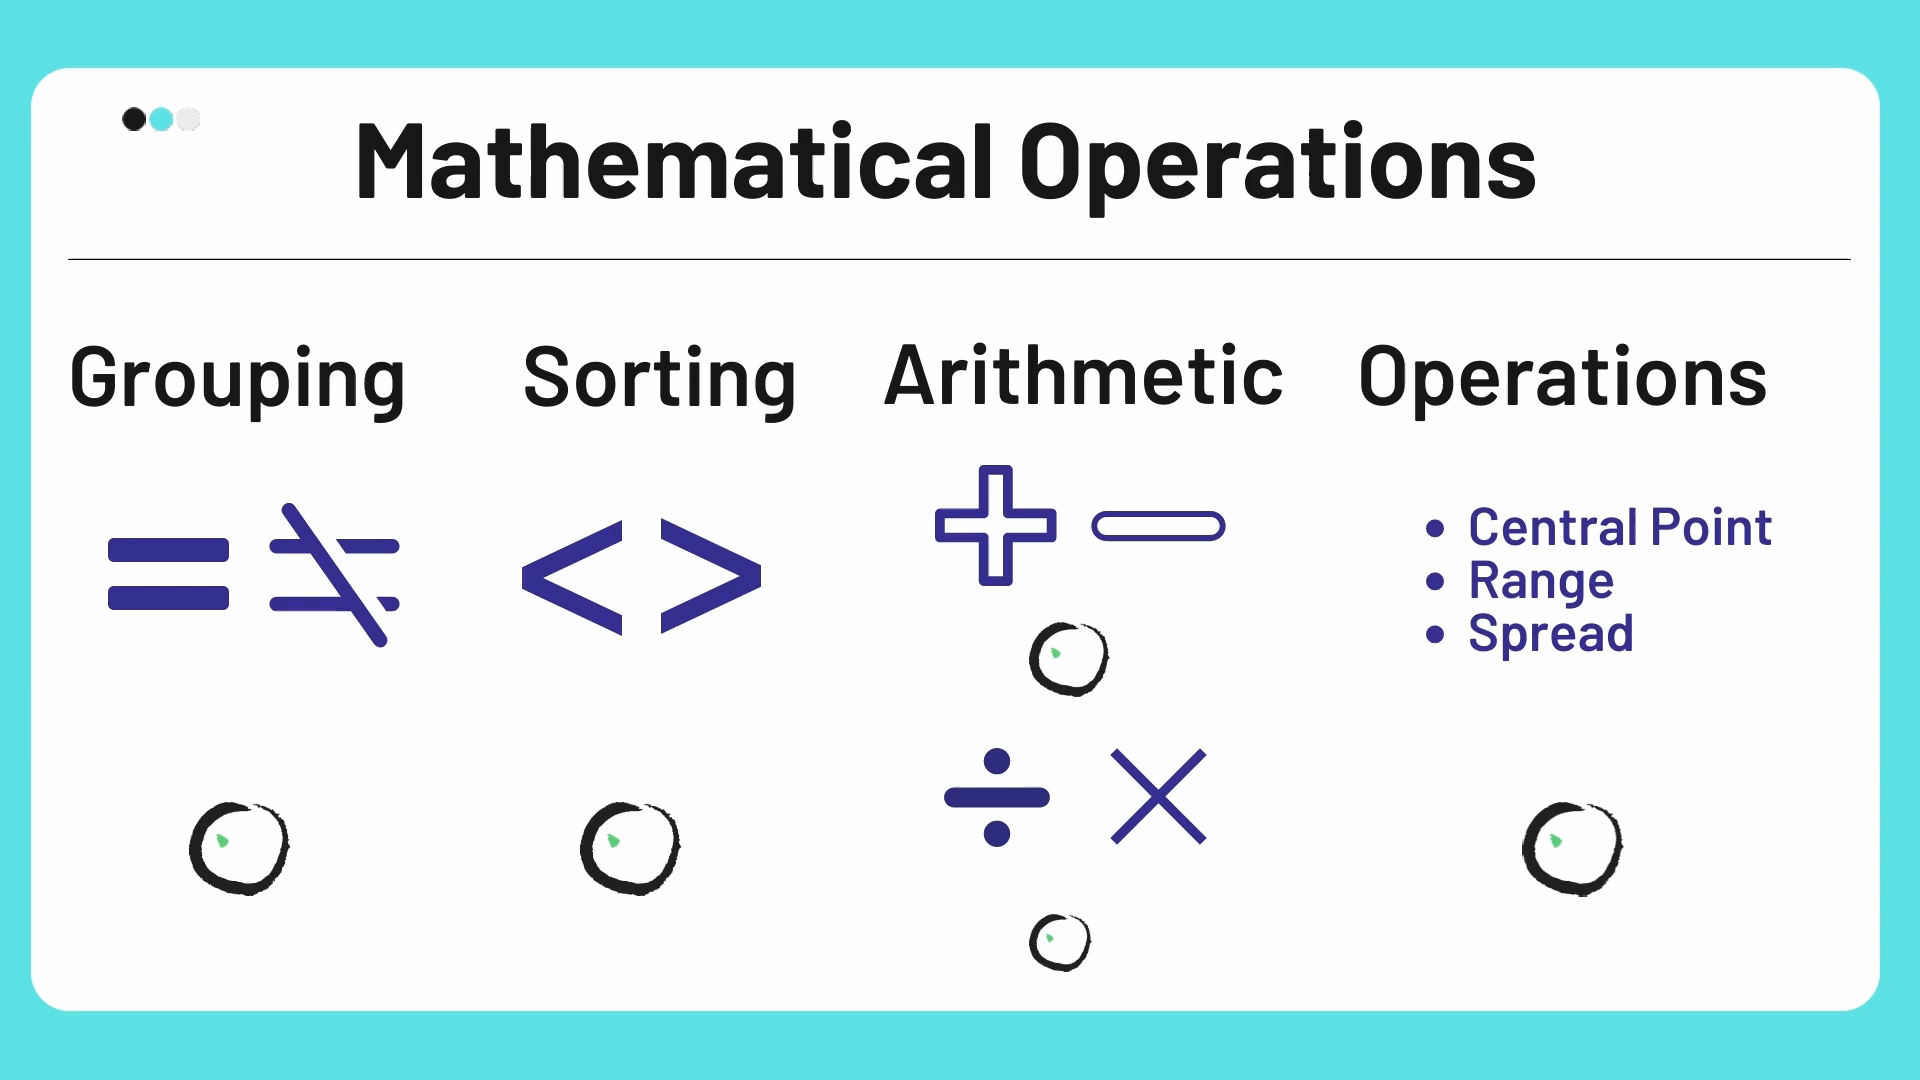 Mathematical Operations
Grouping
Sorting
Arithmetic
Operations
= ≠
< >
+ −
÷ ×
• Central Point
• Range
• Spread